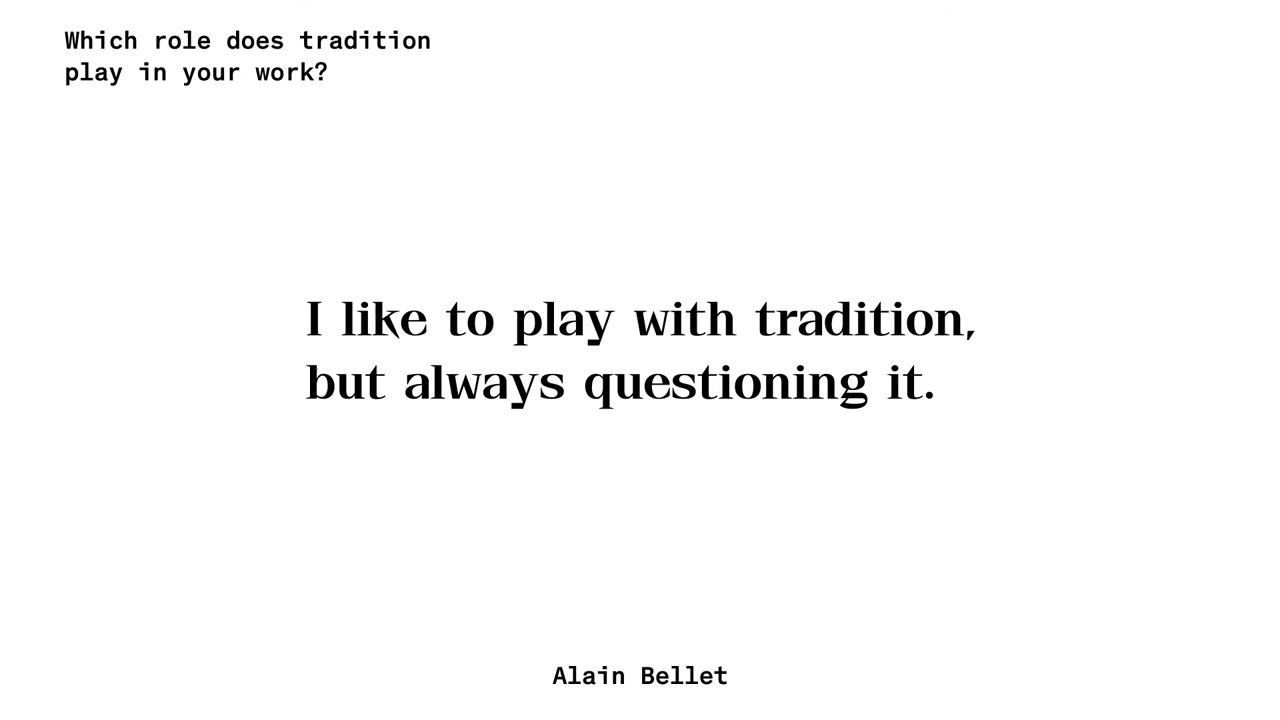 Which role does tradition
play in your work?
I like to play with tradition,
but always questioning it.
Alain Bellet